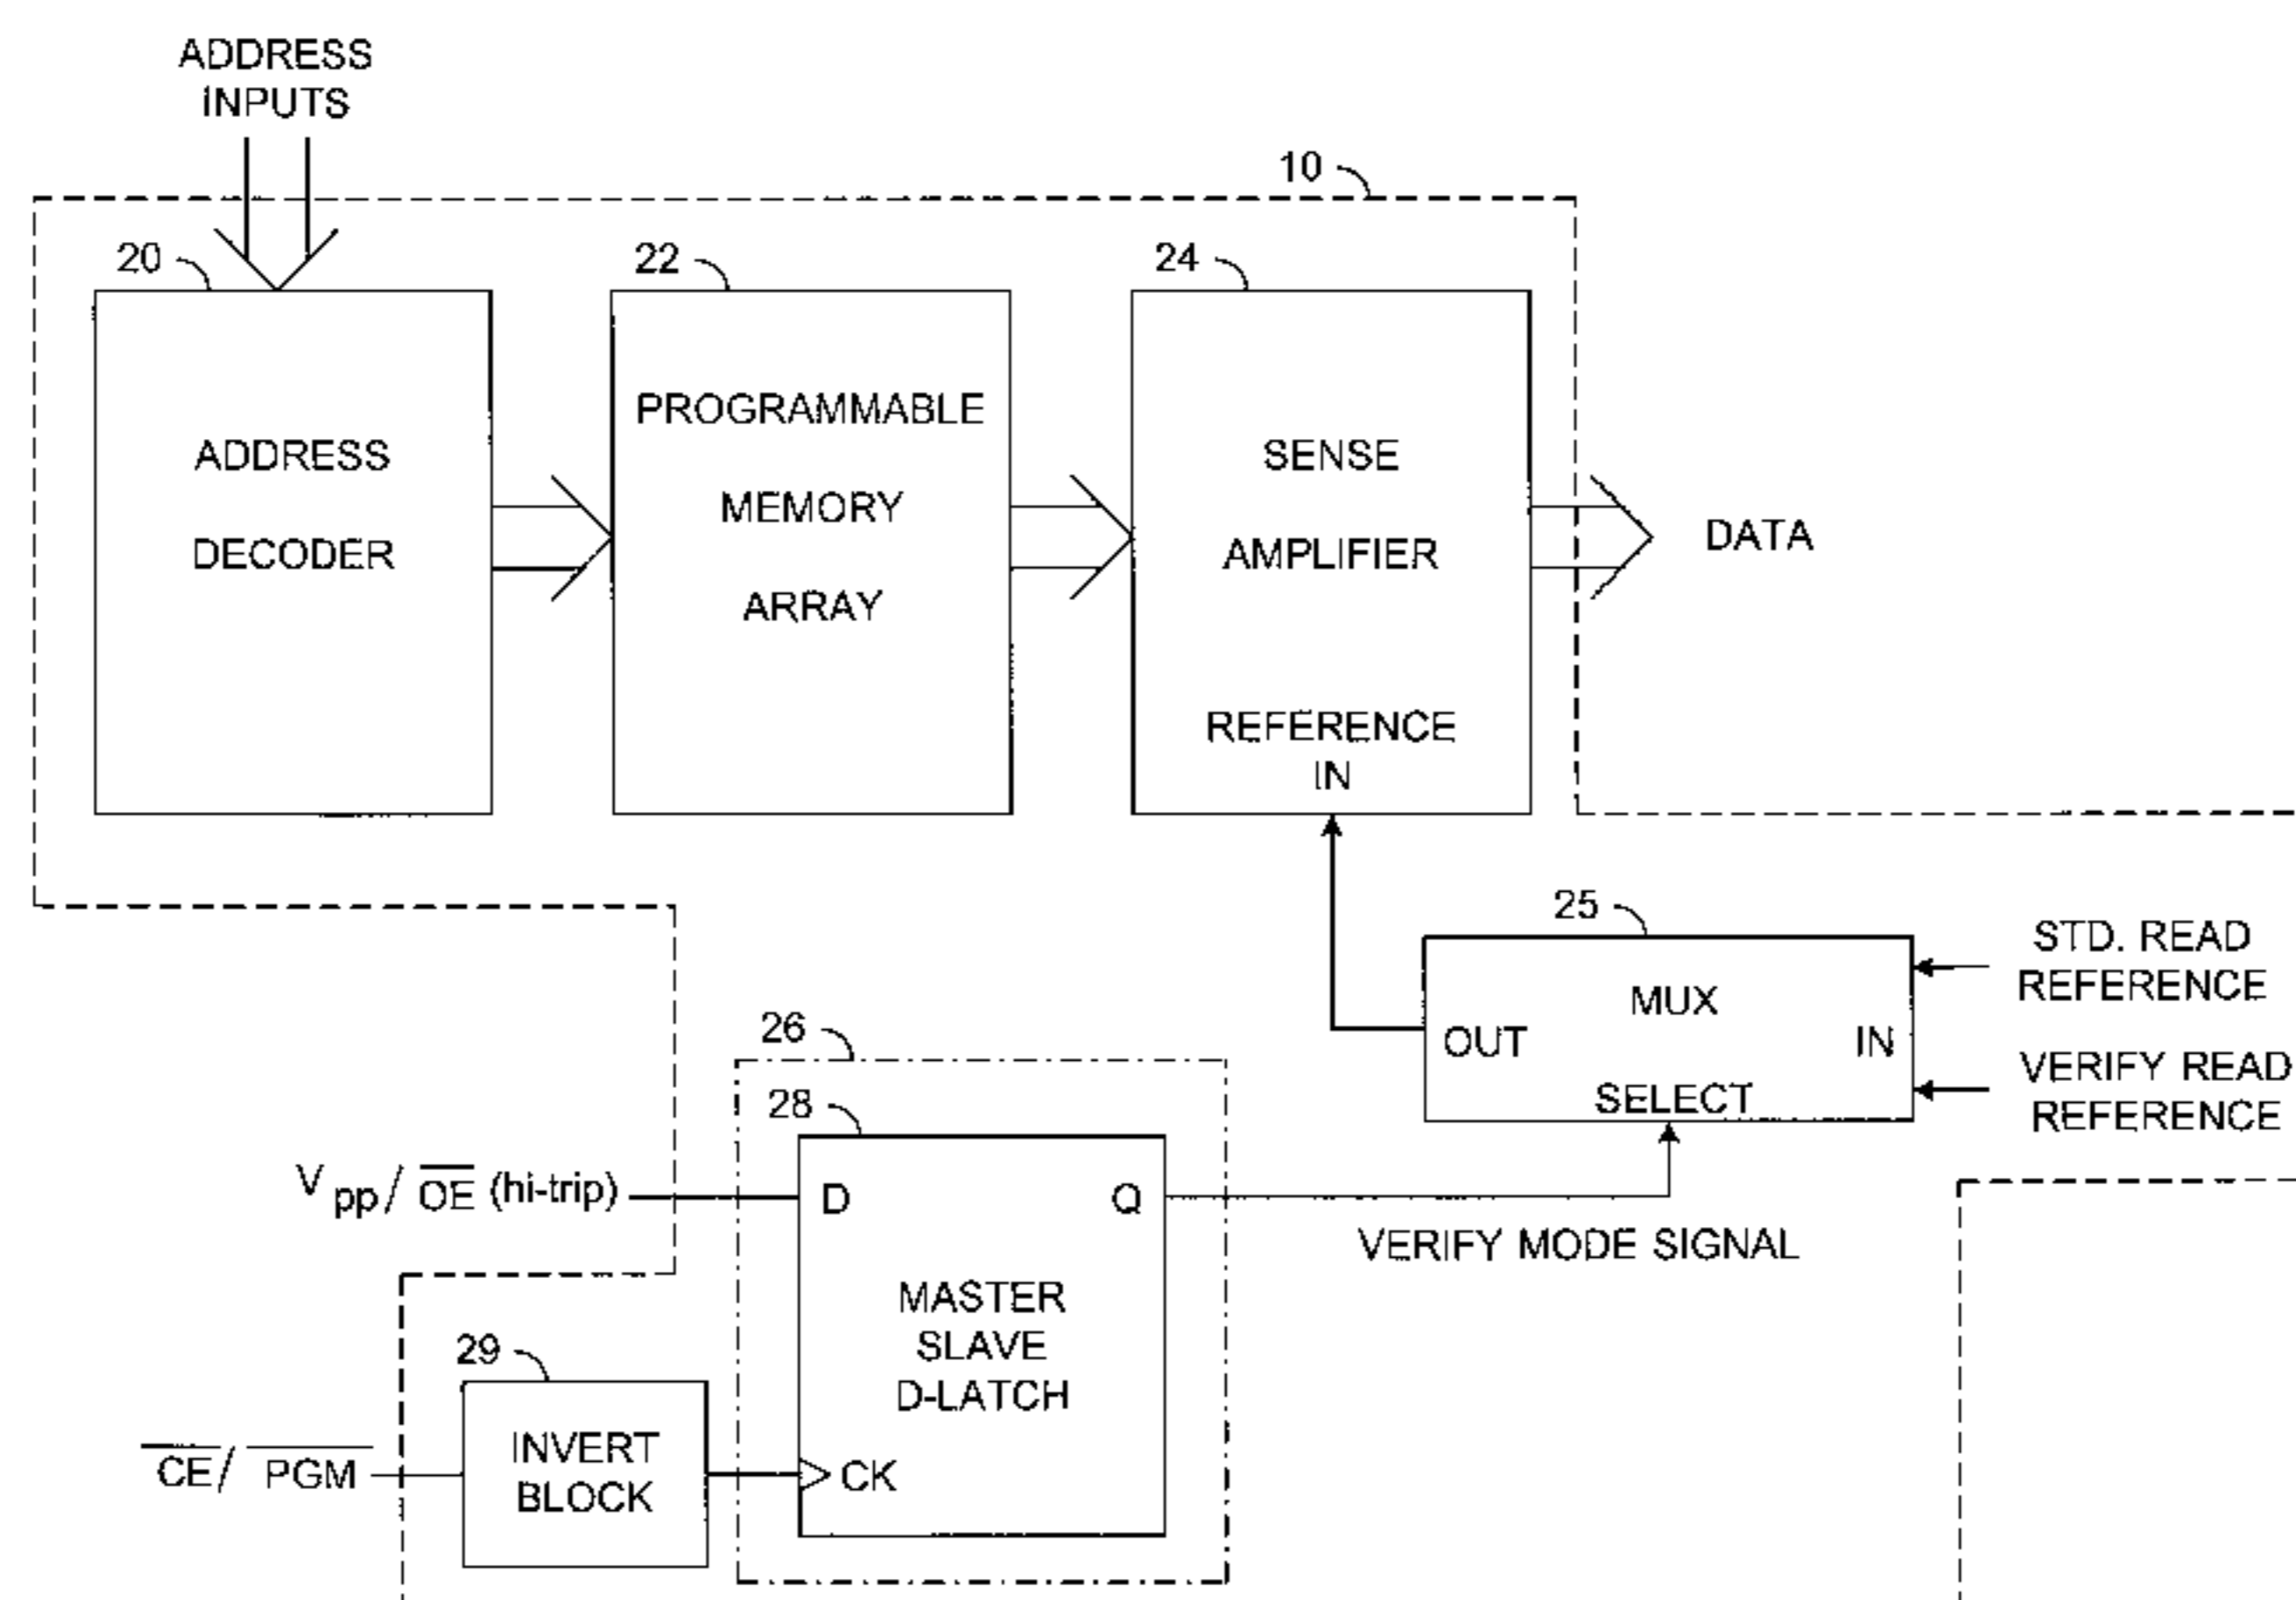 ADDRESS
INPUTS
10
20
22
24
ADDRESS
DECODER
PROGRAMMABLE
MEMORY
ARRAY
SENSE
AMPLIFIER
REFERENCE
IN
DATA
25
MUX
OUT
IN
SELECT
STD. READ
REFERENCE
VERIFY READ
REFERENCE
26
28
V pp / OE (hi-trip)
D
Q
VERIFY MODE SIGNAL
MASTER
SLAVE
D-LATCH
29
INVERT
BLOCK
CE / PGM
CK